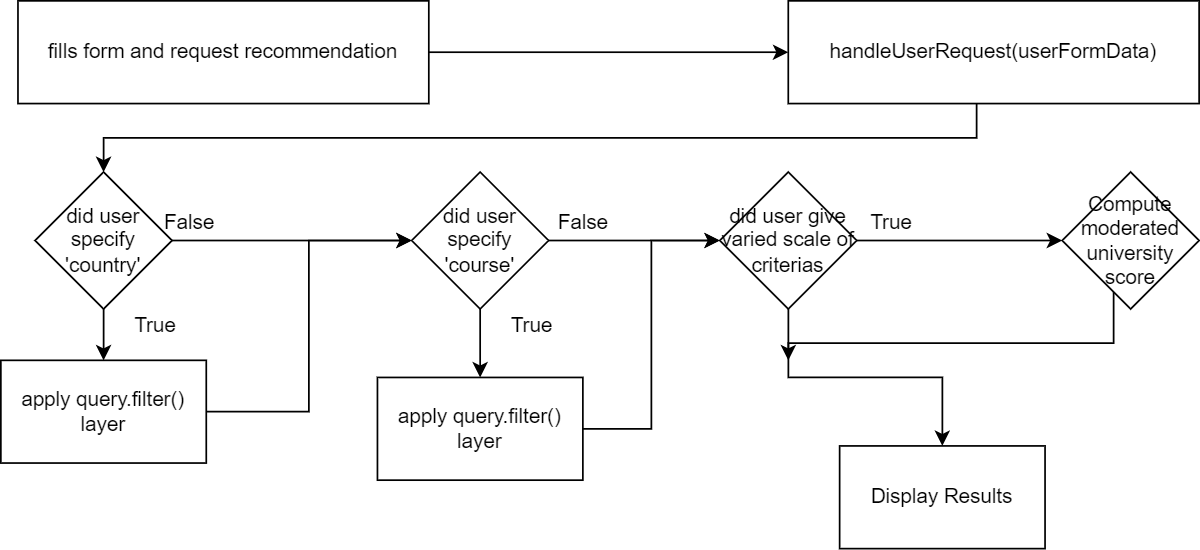 fills form and request recommendation
handleUserRequest(userFormData)
did user
specify
'country'
False
True
apply query.filter()
layer
did user
specify
'course'
False
True
apply query.filter()
layer
did user give
varied scale of
criterias
True
Compute
moderated
university
score
Display Results